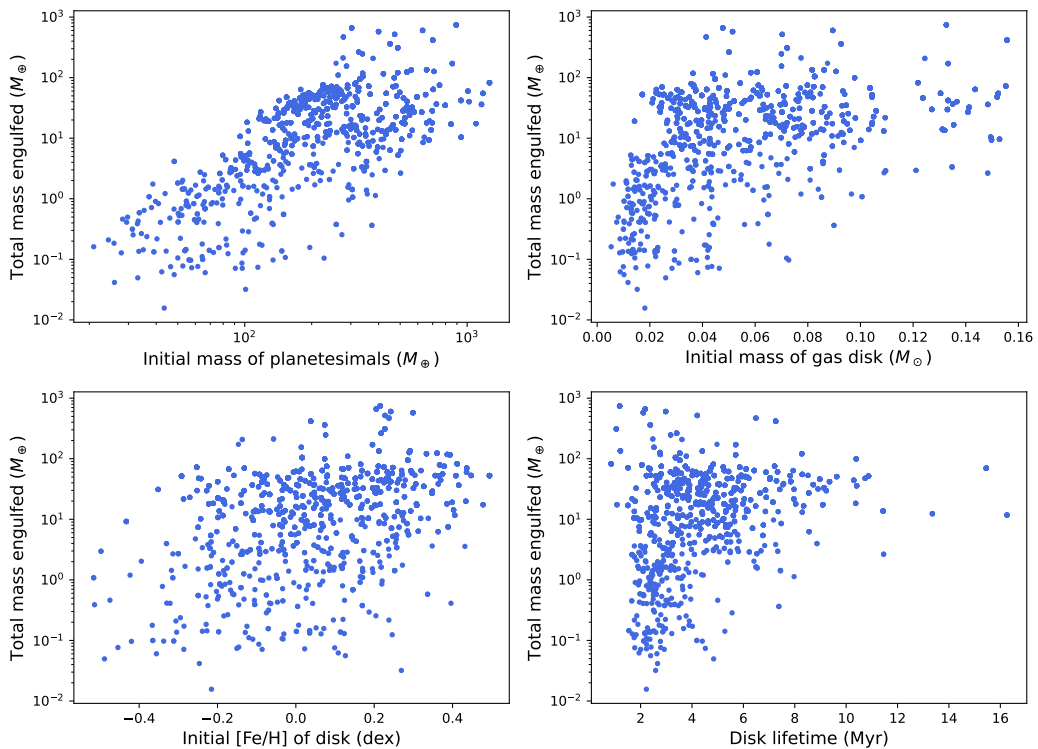 Total mass engulfed (M⊕)
10³
10²
10¹
10⁰
10⁻¹
10⁻²
10² 10³
Initial mass of planetesimals (M⊕)
Total mass engulfed (M⊕)
10³
10²
10¹
10⁰
10⁻¹
10⁻²
0.00 0.02 0.04 0.06 0.08 0.10 0.12 0.14 0.16
Initial mass of gas disk (M⊙)
Total mass engulfed (M⊕)
10³
10²
10¹
10⁰
10⁻¹
10⁻²
−0.4 −0.2 0.0 0.2 0.4
Initial [Fe/H] of disk (dex)
Total mass engulfed (M⊕)
10³
10²
10¹
10⁰
10⁻¹
10⁻²
2 4 6 8 10 12 14 16
Disk lifetime (Myr)